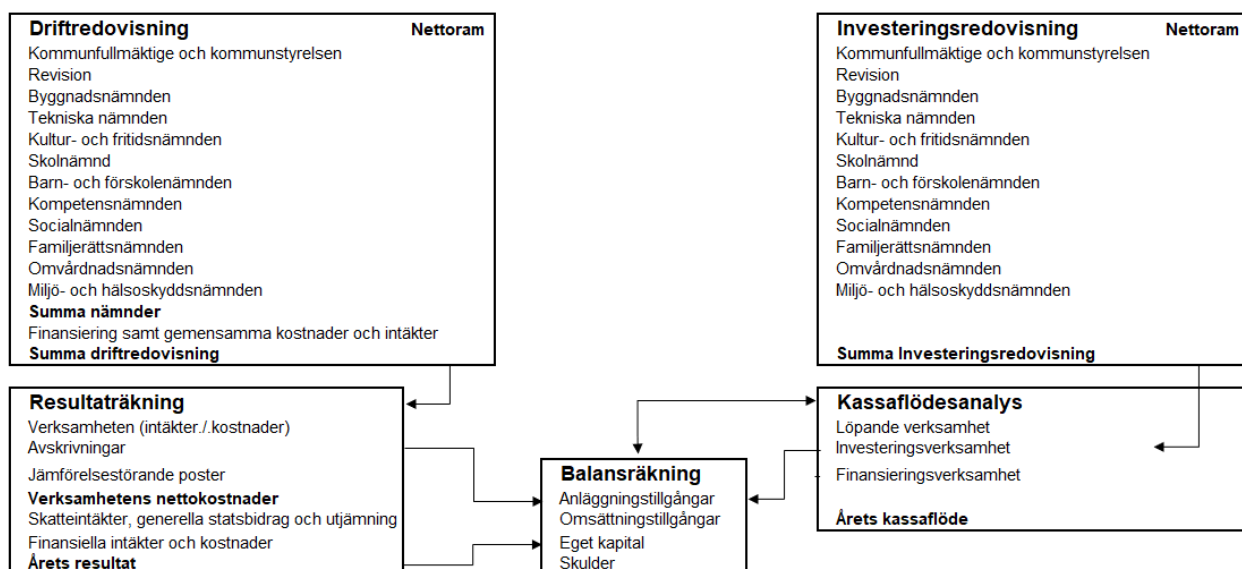 Driftredovisning Nettoram
Kommunfullmäktige och kommunstyrelsen
Revision
Byggnadsnämnden
Tekniska nämnden
Kultur- och fritidsnämnden
Skolnämnd
Barn- och förskolenämnden
Kompetensnämnden
Socialnämnden
Familjerättsnämnden
Omvårdnadsnämnden
Miljö- och hälsoskyddsnämnden
Summa nämnder
Finansiering samt gemensamma kostnader och intäkter
Summa driftredovisning
Investeringsredovisning Nettoram
Kommunfullmäktige och kommunstyrelsen
Revision
Byggnadsnämnden
Tekniska nämnden
Kultur- och fritidsnämnden
Skolnämnd
Barn- och förskolenämnden
Kompetensnämnden
Socialnämnden
Familjerättsnämnden
Omvårdnadsnämnden
Miljö- och hälsoskyddsnämnden
Summa Investeringsredovisning
Resultaträkning
Verksamheten (intäkter./.kostnader)
Avskrivningar
Jämförelsestörande poster
Verksamhetens nettokostnader
Skatteintäkter, generella statsbidrag och utjämning
Finansiella intäkter och kostnader
Årets resultat
Balansräkning
Anläggningstillgångar
Omsättningstillgångar
Eget kapital
Skulder
Kassaflödesanalys
Löpande verksamhet
Investeringsverksamhet
Finansieringsverksamhet
Årets kassaflöde